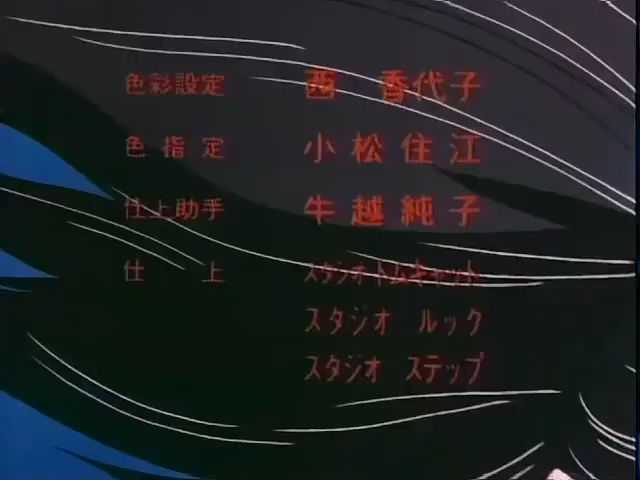 色彩設定 西 香代子
色指定 小松住江
仕上助手 牛越純子
仕上 スタジオトムキャット
スタジオ ルック
スタジオ ステップ